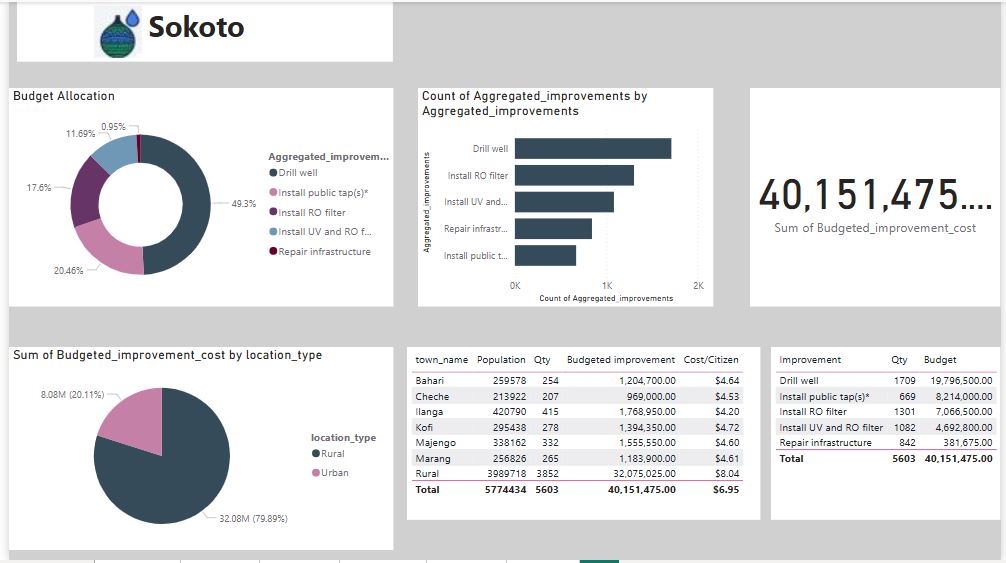 Sokoto
Budget Allocation
0.95%
11.69%
17.6%
49.3%
20.46%
Aggregated_improvem...
Drill well
Install public tap(s)*
Install RO filter
Install UV and RO f...
Repair infrastructure
Count of Aggregated_improvements by
Aggregated_improvements
Aggregated_improvements
Drill well
Install RO filter
Install UV and...
Repair infrastr...
Install public t...
0K 1K 2K
Count of Aggregated_improvements
40,151,475....
Sum of Budgeted_improvement_cost
Sum of Budgeted_improvement_cost by location_type
8.08M (20.11%)
32.08M (79.89%)
location_type
Rural
Urban
town_name Population Qty Budgeted improvement Cost/Citizen
Bahari 259578 254 1,204,700.00 $4.64
Cheche 213922 207 969,000.00 $4.53
Ilanga 420790 415 1,768,950.00 $4.20
Kofi 295438 278 1,394,350.00 $4.72
Majengo 338162 332 1,555,550.00 $4.60
Marang 256826 265 1,183,900.00 $4.61
Rural 3989718 3852 32,075,025.00 $8.04
Total 5774434 5603 40,151,475.00 $6.95
Improvement Qty Budget
Drill well 1709 19,796,500.00
Install public tap(s)* 669 8,214,000.00
Install RO filter 1301 7,066,500.00
Install UV and RO filter 1082 4,692,800.00
Repair infrastructure 842 381,675.00
Total 5603 40,151,475.00